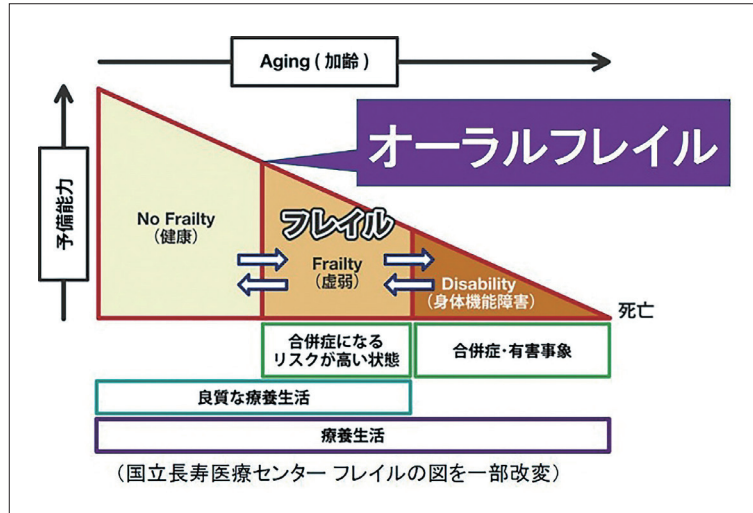 Aging ( 加齢 )
オーラルフレイル
予備能力
No Frailty
(健康)
フレイル
Frailty
(虚弱)
Disability
(身体機能障害)
死亡
合併症になる
リスクが高い状態
合併症・有害事象
良質な療養生活
療養生活
(国立長寿医療センター フレイルの図を一部改変)